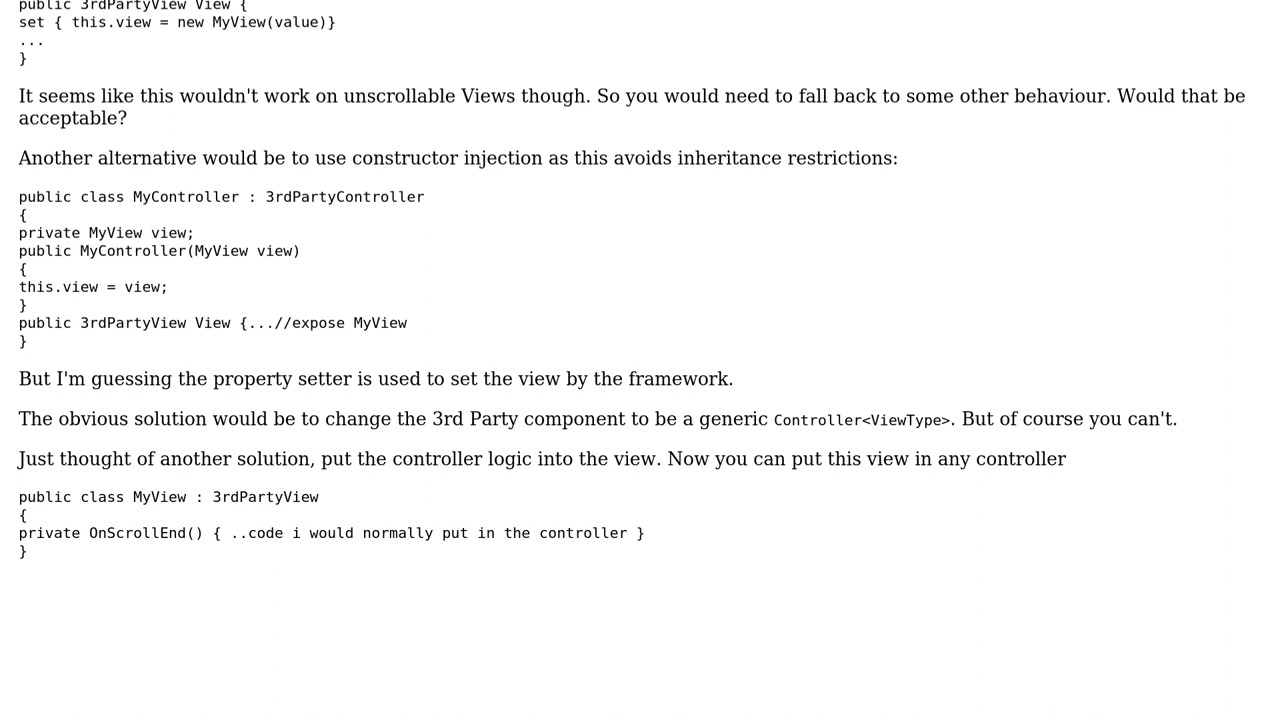 public 3rdPartyView View {
set { this.view = new MyView(value)}
...
}
It seems like this wouldn't work on unscrollable Views though. So you would need to fall back to some other behaviour. Would that be
acceptable?
Another alternative would be to use constructor injection as this avoids inheritance restrictions:
public class MyController : 3rdPartyController
{
private MyView view;
public MyController(MyView view)
{
this.view = view;
}
public 3rdPartyView View {...//expose MyView
}
But I'm guessing the property setter is used to set the view by the framework.
The obvious solution would be to change the 3rd Party component to be a generic Controller<ViewType>. But of course you can't.
Just thought of another solution, put the controller logic into the view. Now you can put this view in any controller
public class MyView : 3rdPartyView
{
private OnScrollEnd() { ..code i would normally put in the controller }
}